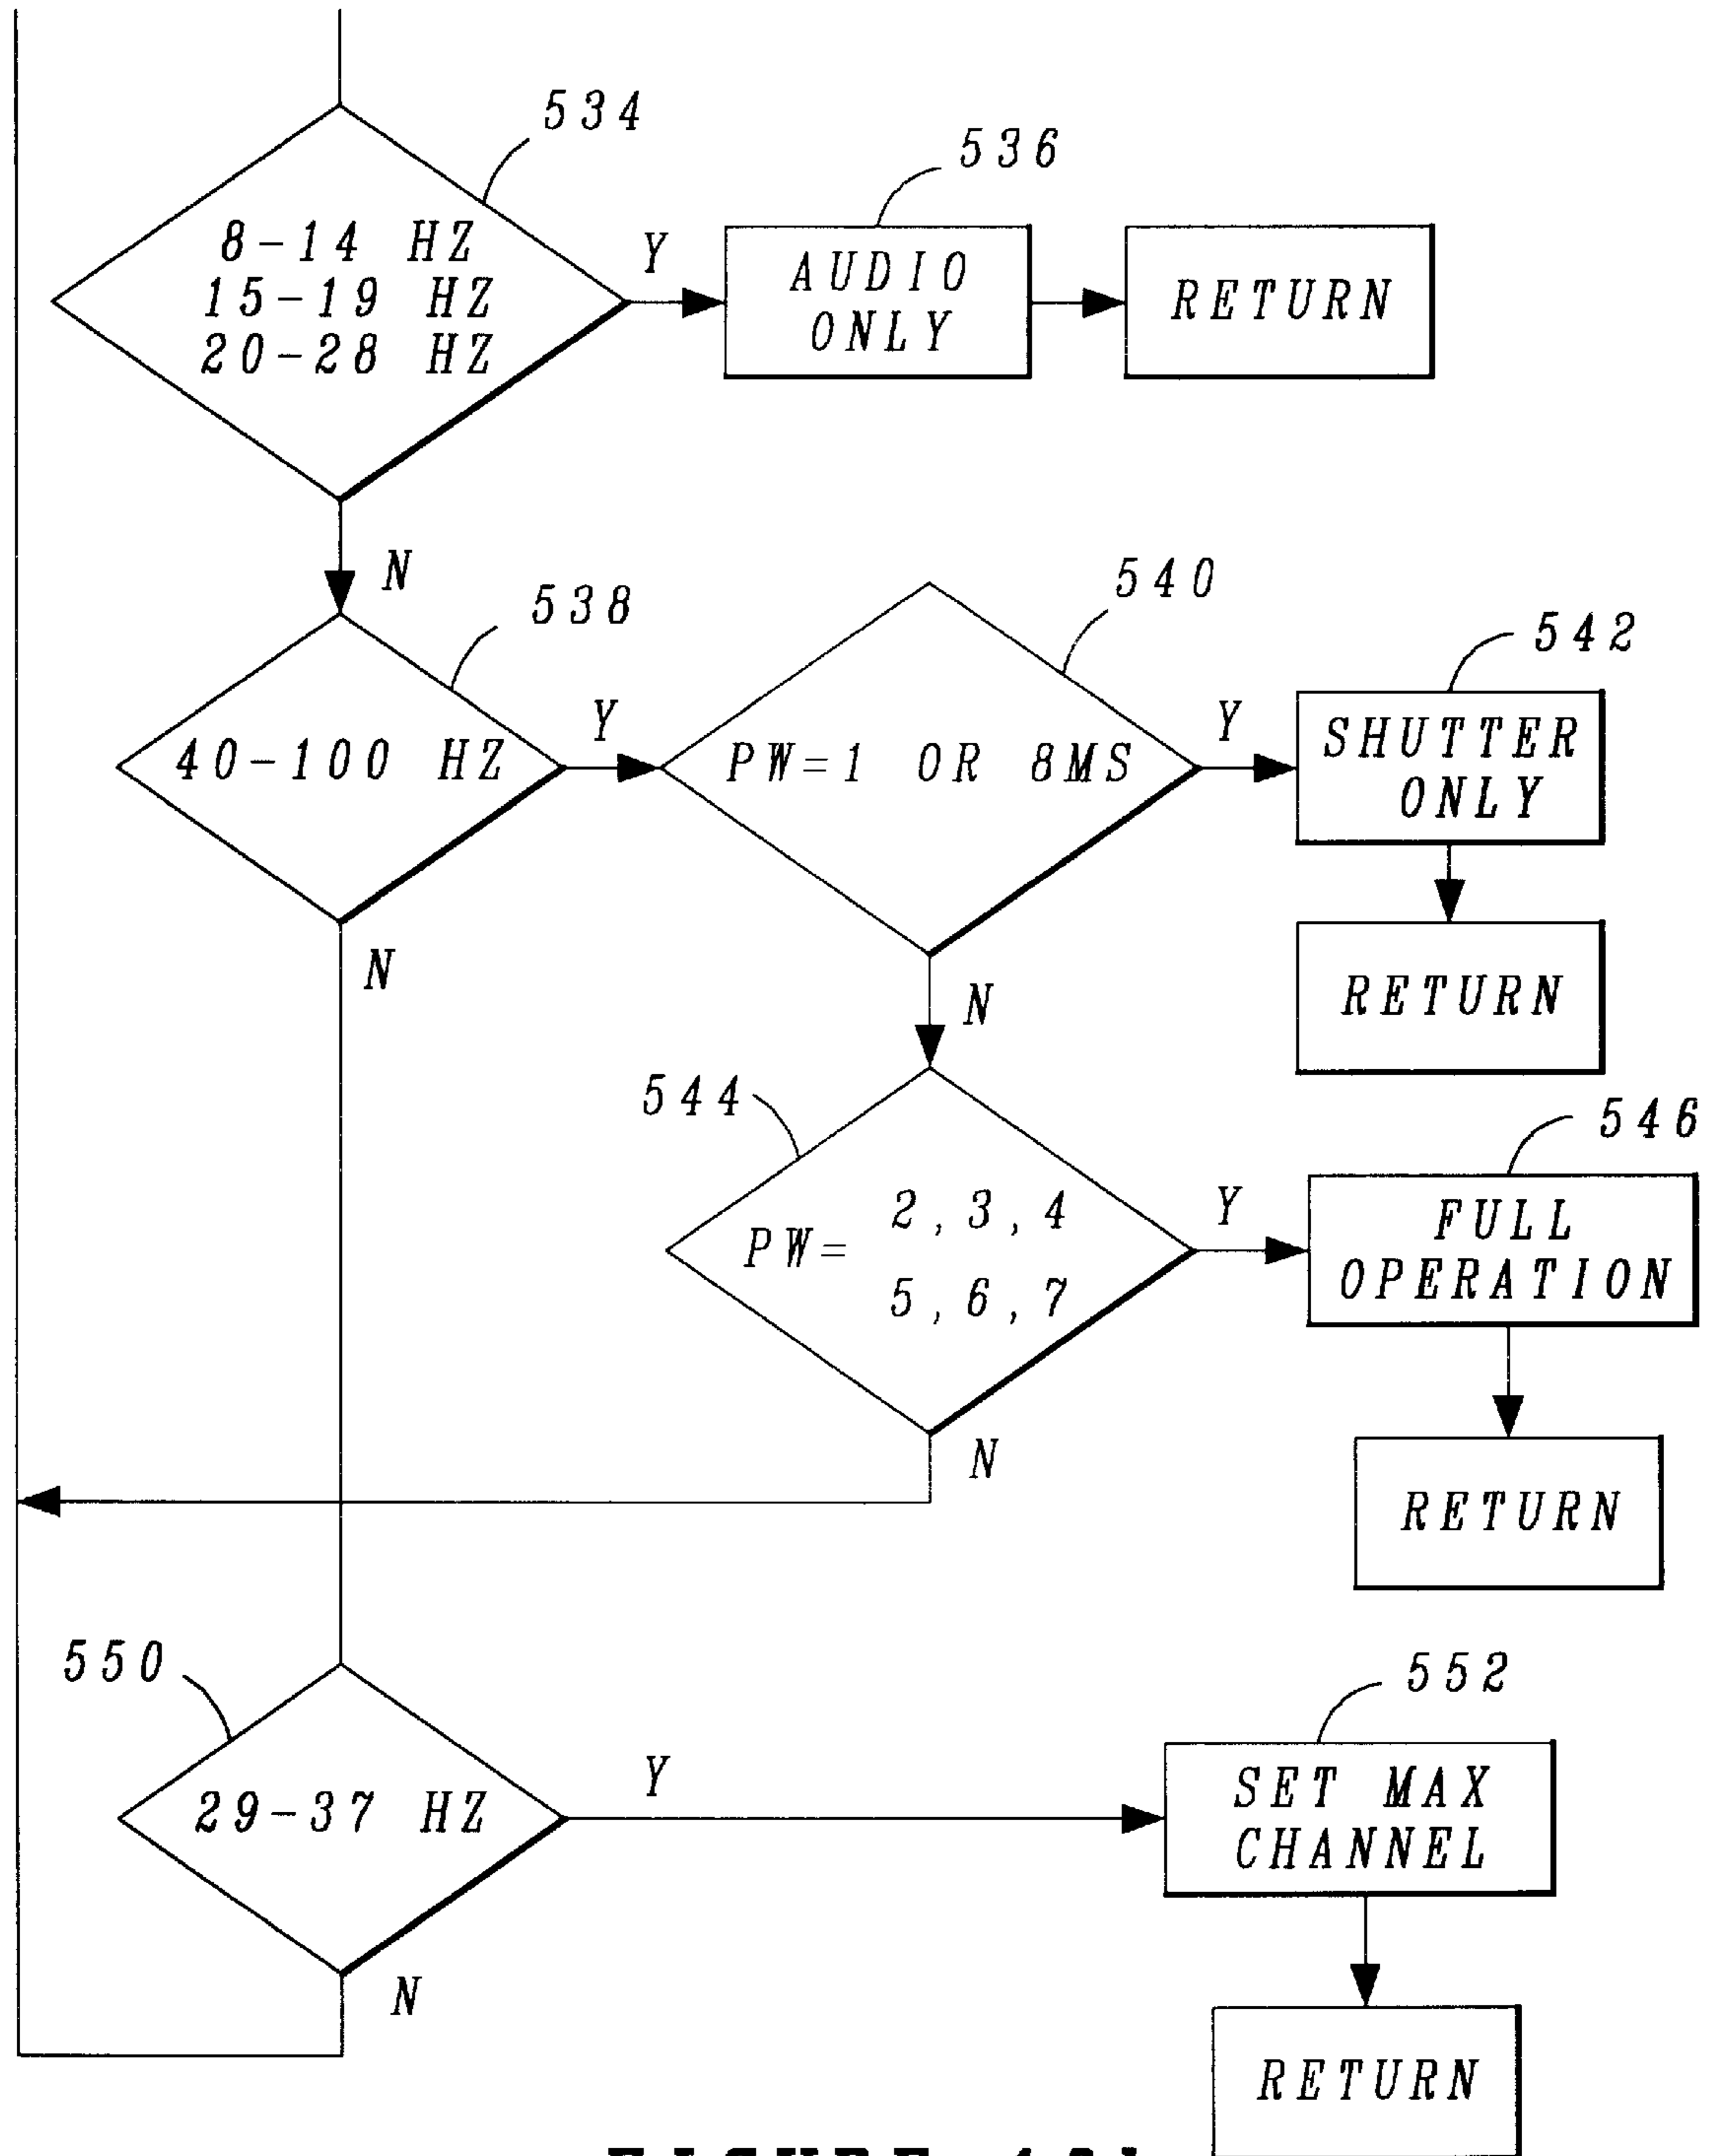 534
536
8-14 HZ
15-19 HZ
20-28 HZ
Y
AUDIO
ONLY
RETURN
N
538
540
542
40-100 HZ
Y
PW=1 OR 8MS
Y
SHUTTER
ONLY
N
N
RETURN
544
546
PW=
2,3,4
5,6,7
Y
FULL
OPERATION
N
RETURN
550
552
29-37 HZ
Y
SET MAX
CHANNEL
N
RETURN